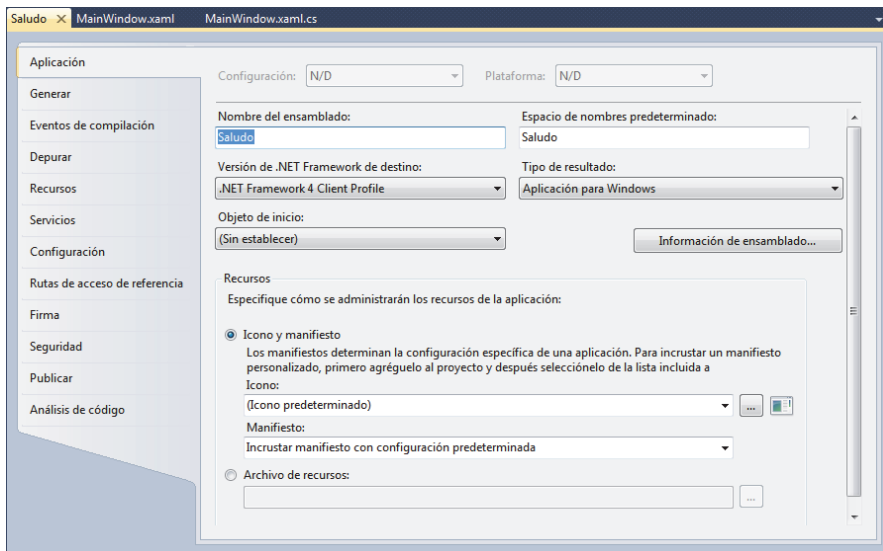 Saludo MainWindow.xaml MainWindow.xaml.cs
Aplicación
Generar
Eventos de compilación
Depurar
Recursos
Servicios
Configuración
Rutas de acceso de referencia
Firma
Seguridad
Publicar
Análisis de código
Configuración: N/D Plataforma: N/D
Nombre del ensamblado: Espacio de nombres predeterminado:
Saludo Saludo
Versión de .NET Framework de destino: Tipo de resultado:
.NET Framework 4 Client Profile Aplicación para Windows
Objeto de inicio:
(Sin establecer) Información de ensamblado...
Recursos
Especifique cómo se administrarán los recursos de la aplicación:
Icono y manifiesto
Los manifiestos determinan la configuración específica de una aplicación. Para incrustar un manifiesto
personalizado, primero agréguelo al proyecto y después selecciónelo de la lista incluida a
Icono:
(Icono predeterminado) ...
Manifiesto:
Incrustar manifiesto con configuración predeterminada
Archivo de recursos:
...